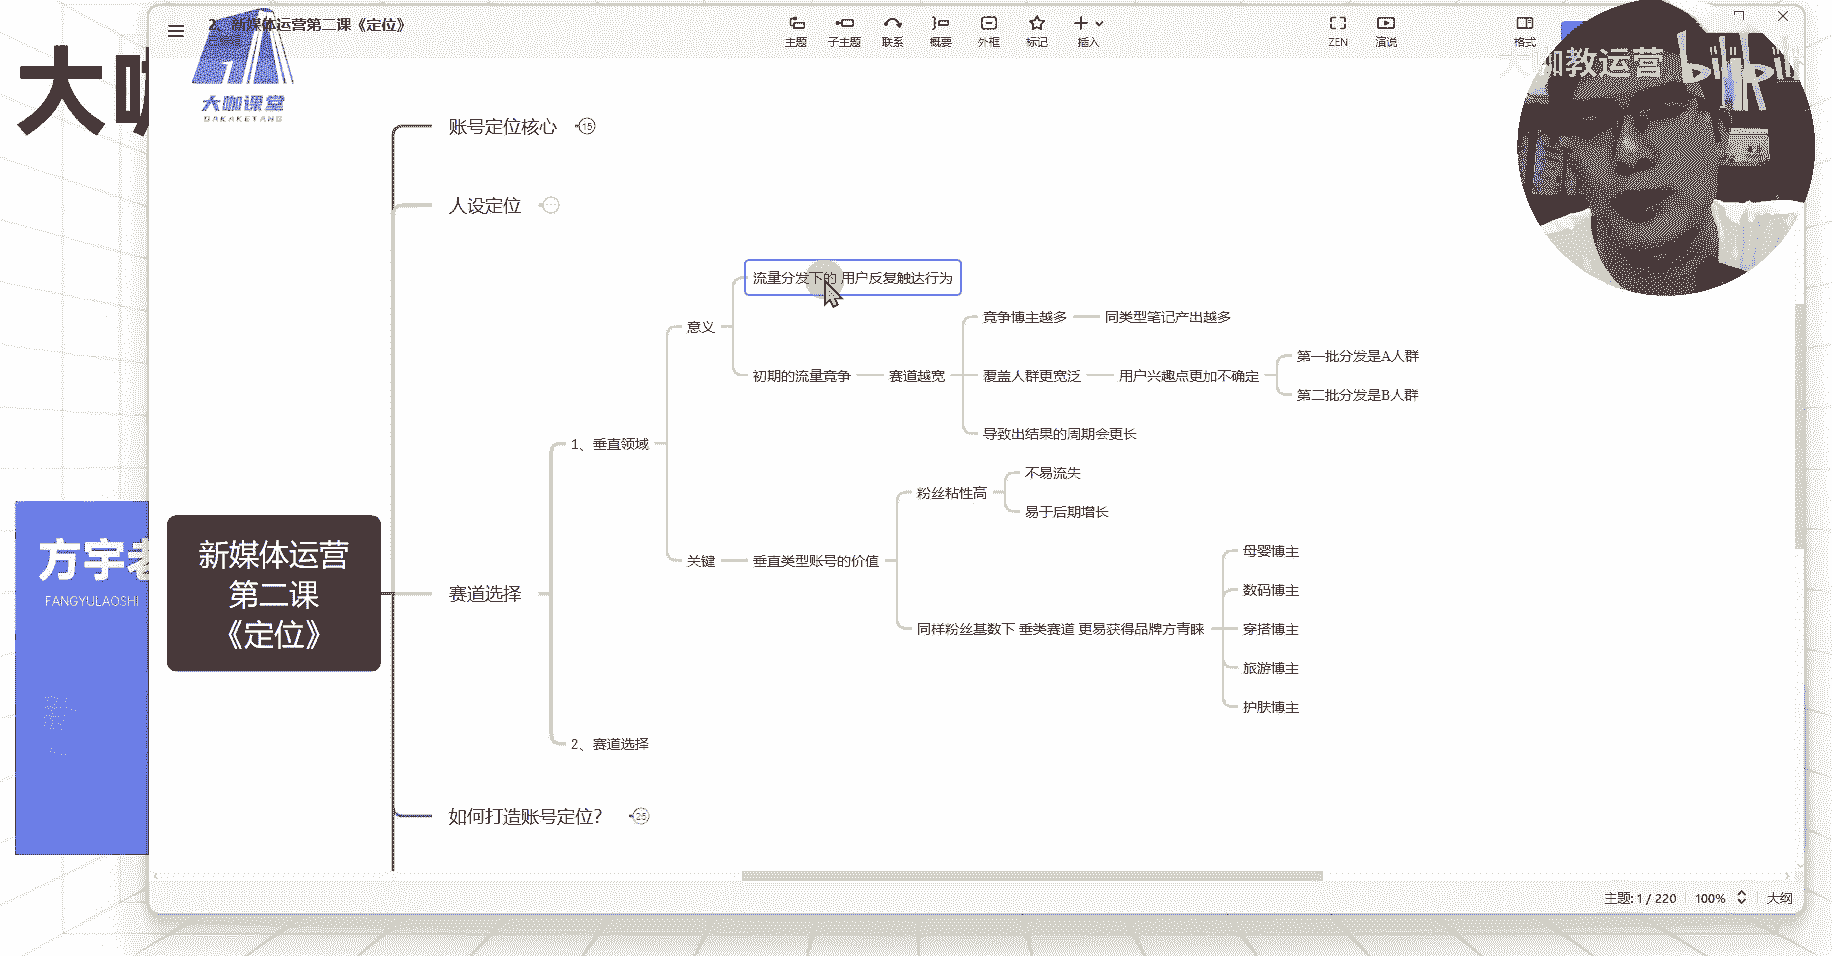 2、新媒体运营第二课《定位》
主题
子主题
联系
概要
外框
标记
插入
ZEN
演说
格式
大咖教运营
bilibili
大咖
大咖课堂
DAKAKETANG
账号定位核心
15
人设定位
流量分发下的 用户反复触达行为
意义
竞争博主越多
同类型笔记产出越多
初期的流量竞争
赛道越宽
覆盖人群更宽泛
用户兴趣点更加不确定
第一批分发是A人群
第二批分发是B人群
导致出结果的周期会更长
1、垂直领域
粉丝粘性高
不易流失
易于后期增长
关键
垂直类型账号的价值
同样粉丝基数下 垂类赛道 更易获得品牌方青睐
母婴博主
数码博主
穿搭博主
旅游博主
护肤博主
方宇老
FANGYULAOSHI
新媒体运营
第二课
《定位》
赛道选择
2、赛道选择
如何打造账号定位？
主题: 1 / 220
100%
大纲